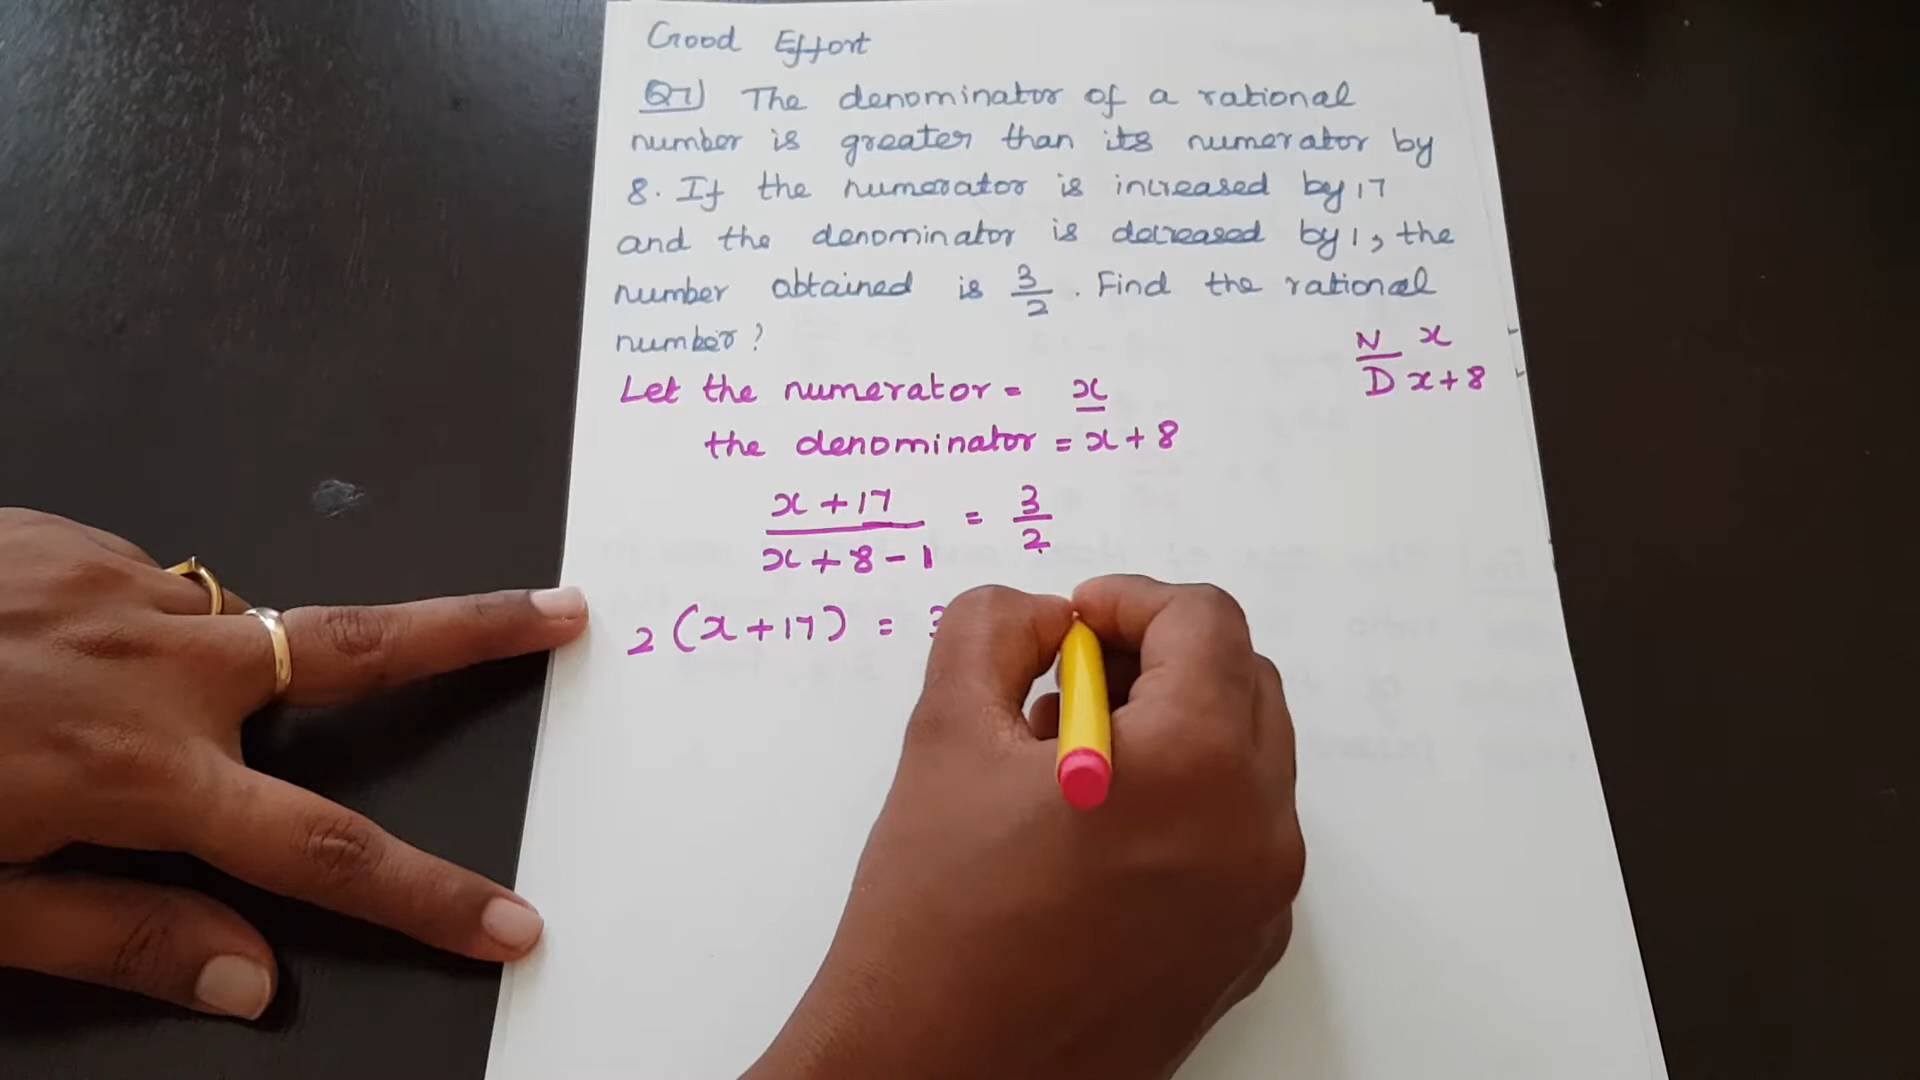 Good Effort
Q7) The denominator of a rational
number is greater than its numerator by
8. If the numerator is increased by 17
and the denominator is decreased by 1, the
number obtained is 3/2. Find the rational
number?
N x
D x+8
Let the numerator = x
the denominator = x+8
x+17 / x+8-1 = 3/2
2(x+17) = 3